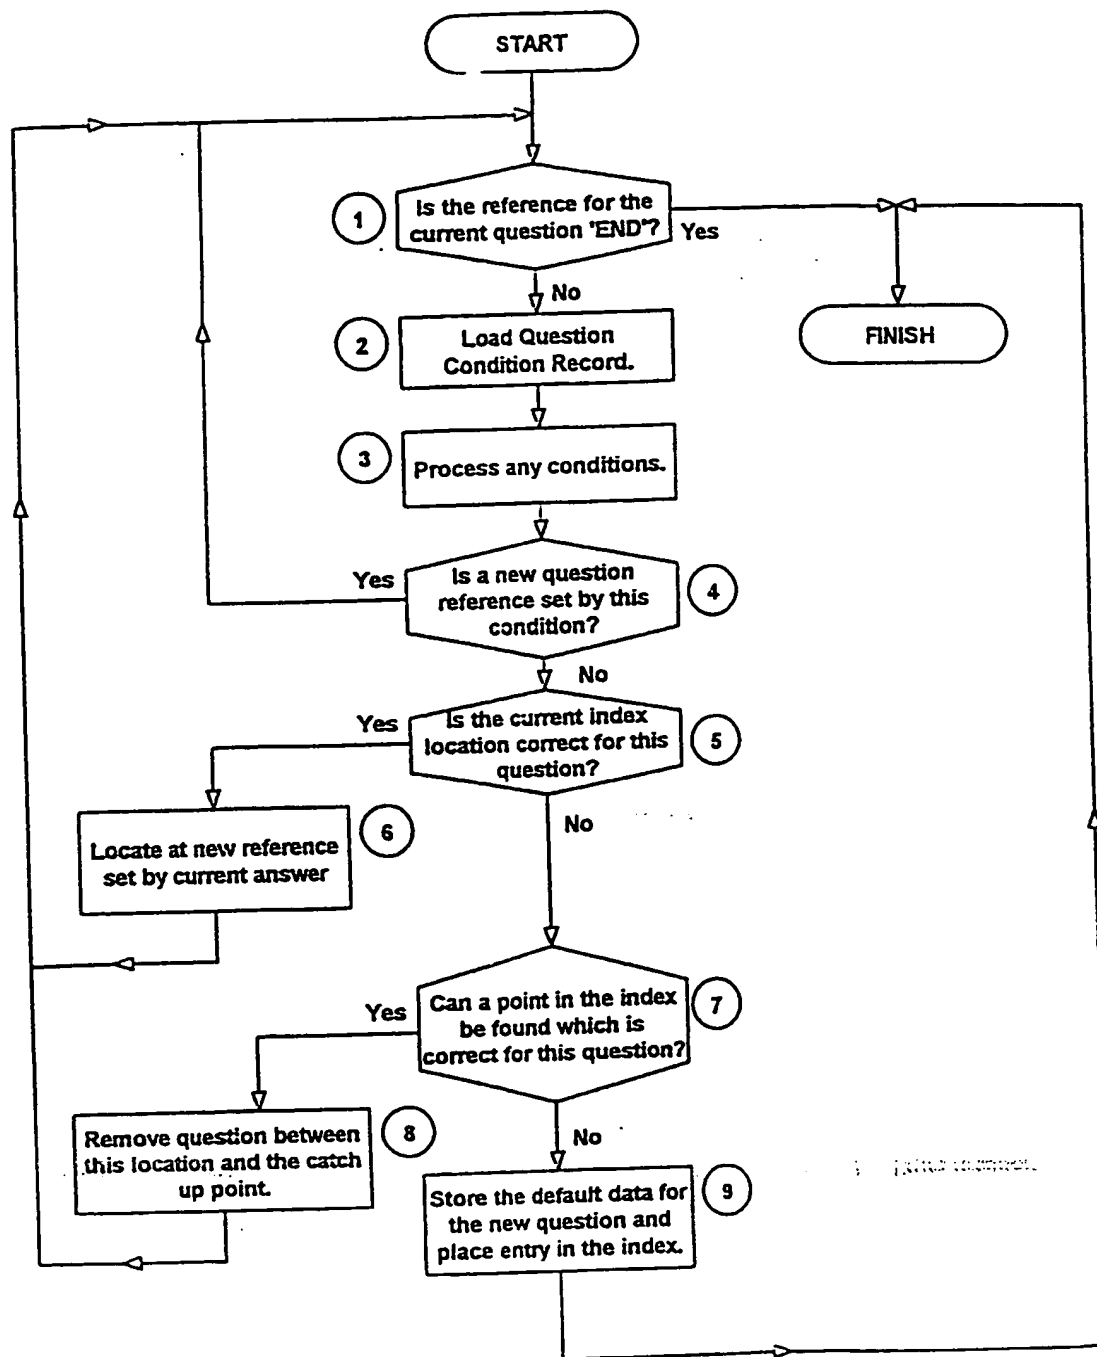 START
1
Is the reference for the
current question 'END'?
Yes
No
2
Load Question
Condition Record.
FINISH
3
Process any conditions.
Yes
Is a new question
reference set by this
condition?
4
No
Yes
Is the current index
location correct for this
question?
5
6
Locate at new reference
set by current answer
No
Yes
Can a point in the index
be found which is
correct for this question?
7
8
Remove question between
this location and the catch
up point.
No
9
Store the default data for
the new question and
place entry in the index.